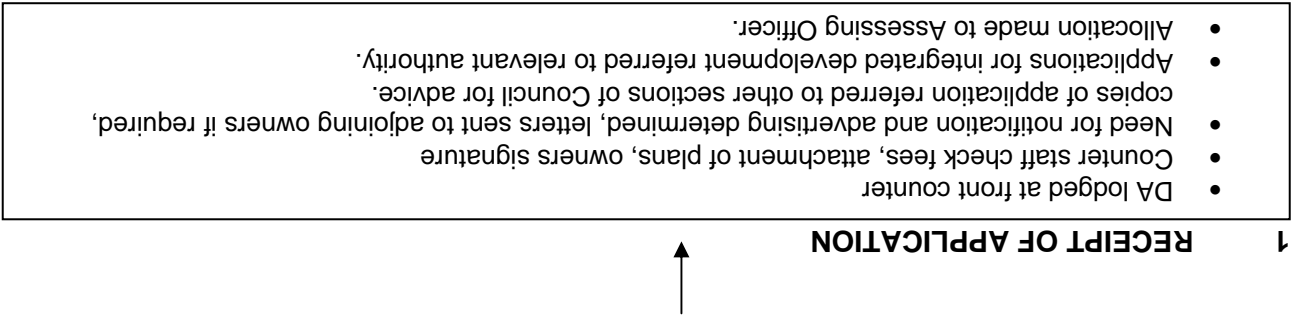 1 RECEIPT OF APPLICATION
• DA lodged at front counter
• Counter staff check fees, attachment of plans, owners signature
• Need for notification and advertising determined, letters sent to adjoining owners if required,
copies of application referred to other sections of Council for advice.
• Applications for integrated development referred to relevant authority.
• Allocation made to Assessing Officer.